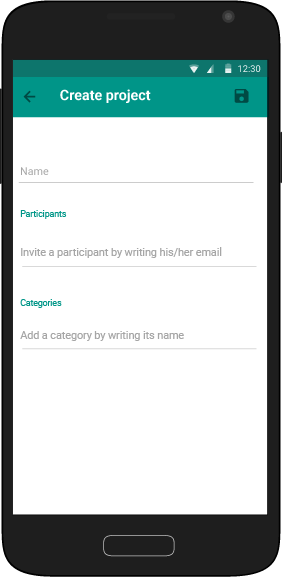 12:30
Create project
Name
Participants
Invite a participant by writing his/her email
Categories
Add a category by writing its name